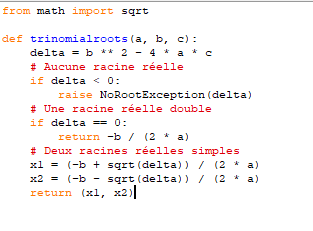 from math import sqrt
def trinomialroots(a, b, c):
    delta = b ** 2 - 4 * a * c
    # Aucune racine réelle
    if delta < 0:
        raise NoRootException(delta)
    # Une racine réelle double
    if delta == 0:
        return -b / (2 * a)
    # Deux racines réelles simples
    x1 = (-b + sqrt(delta)) / (2 * a)
    x2 = (-b - sqrt(delta)) / (2 * a)
    return (x1, x2)